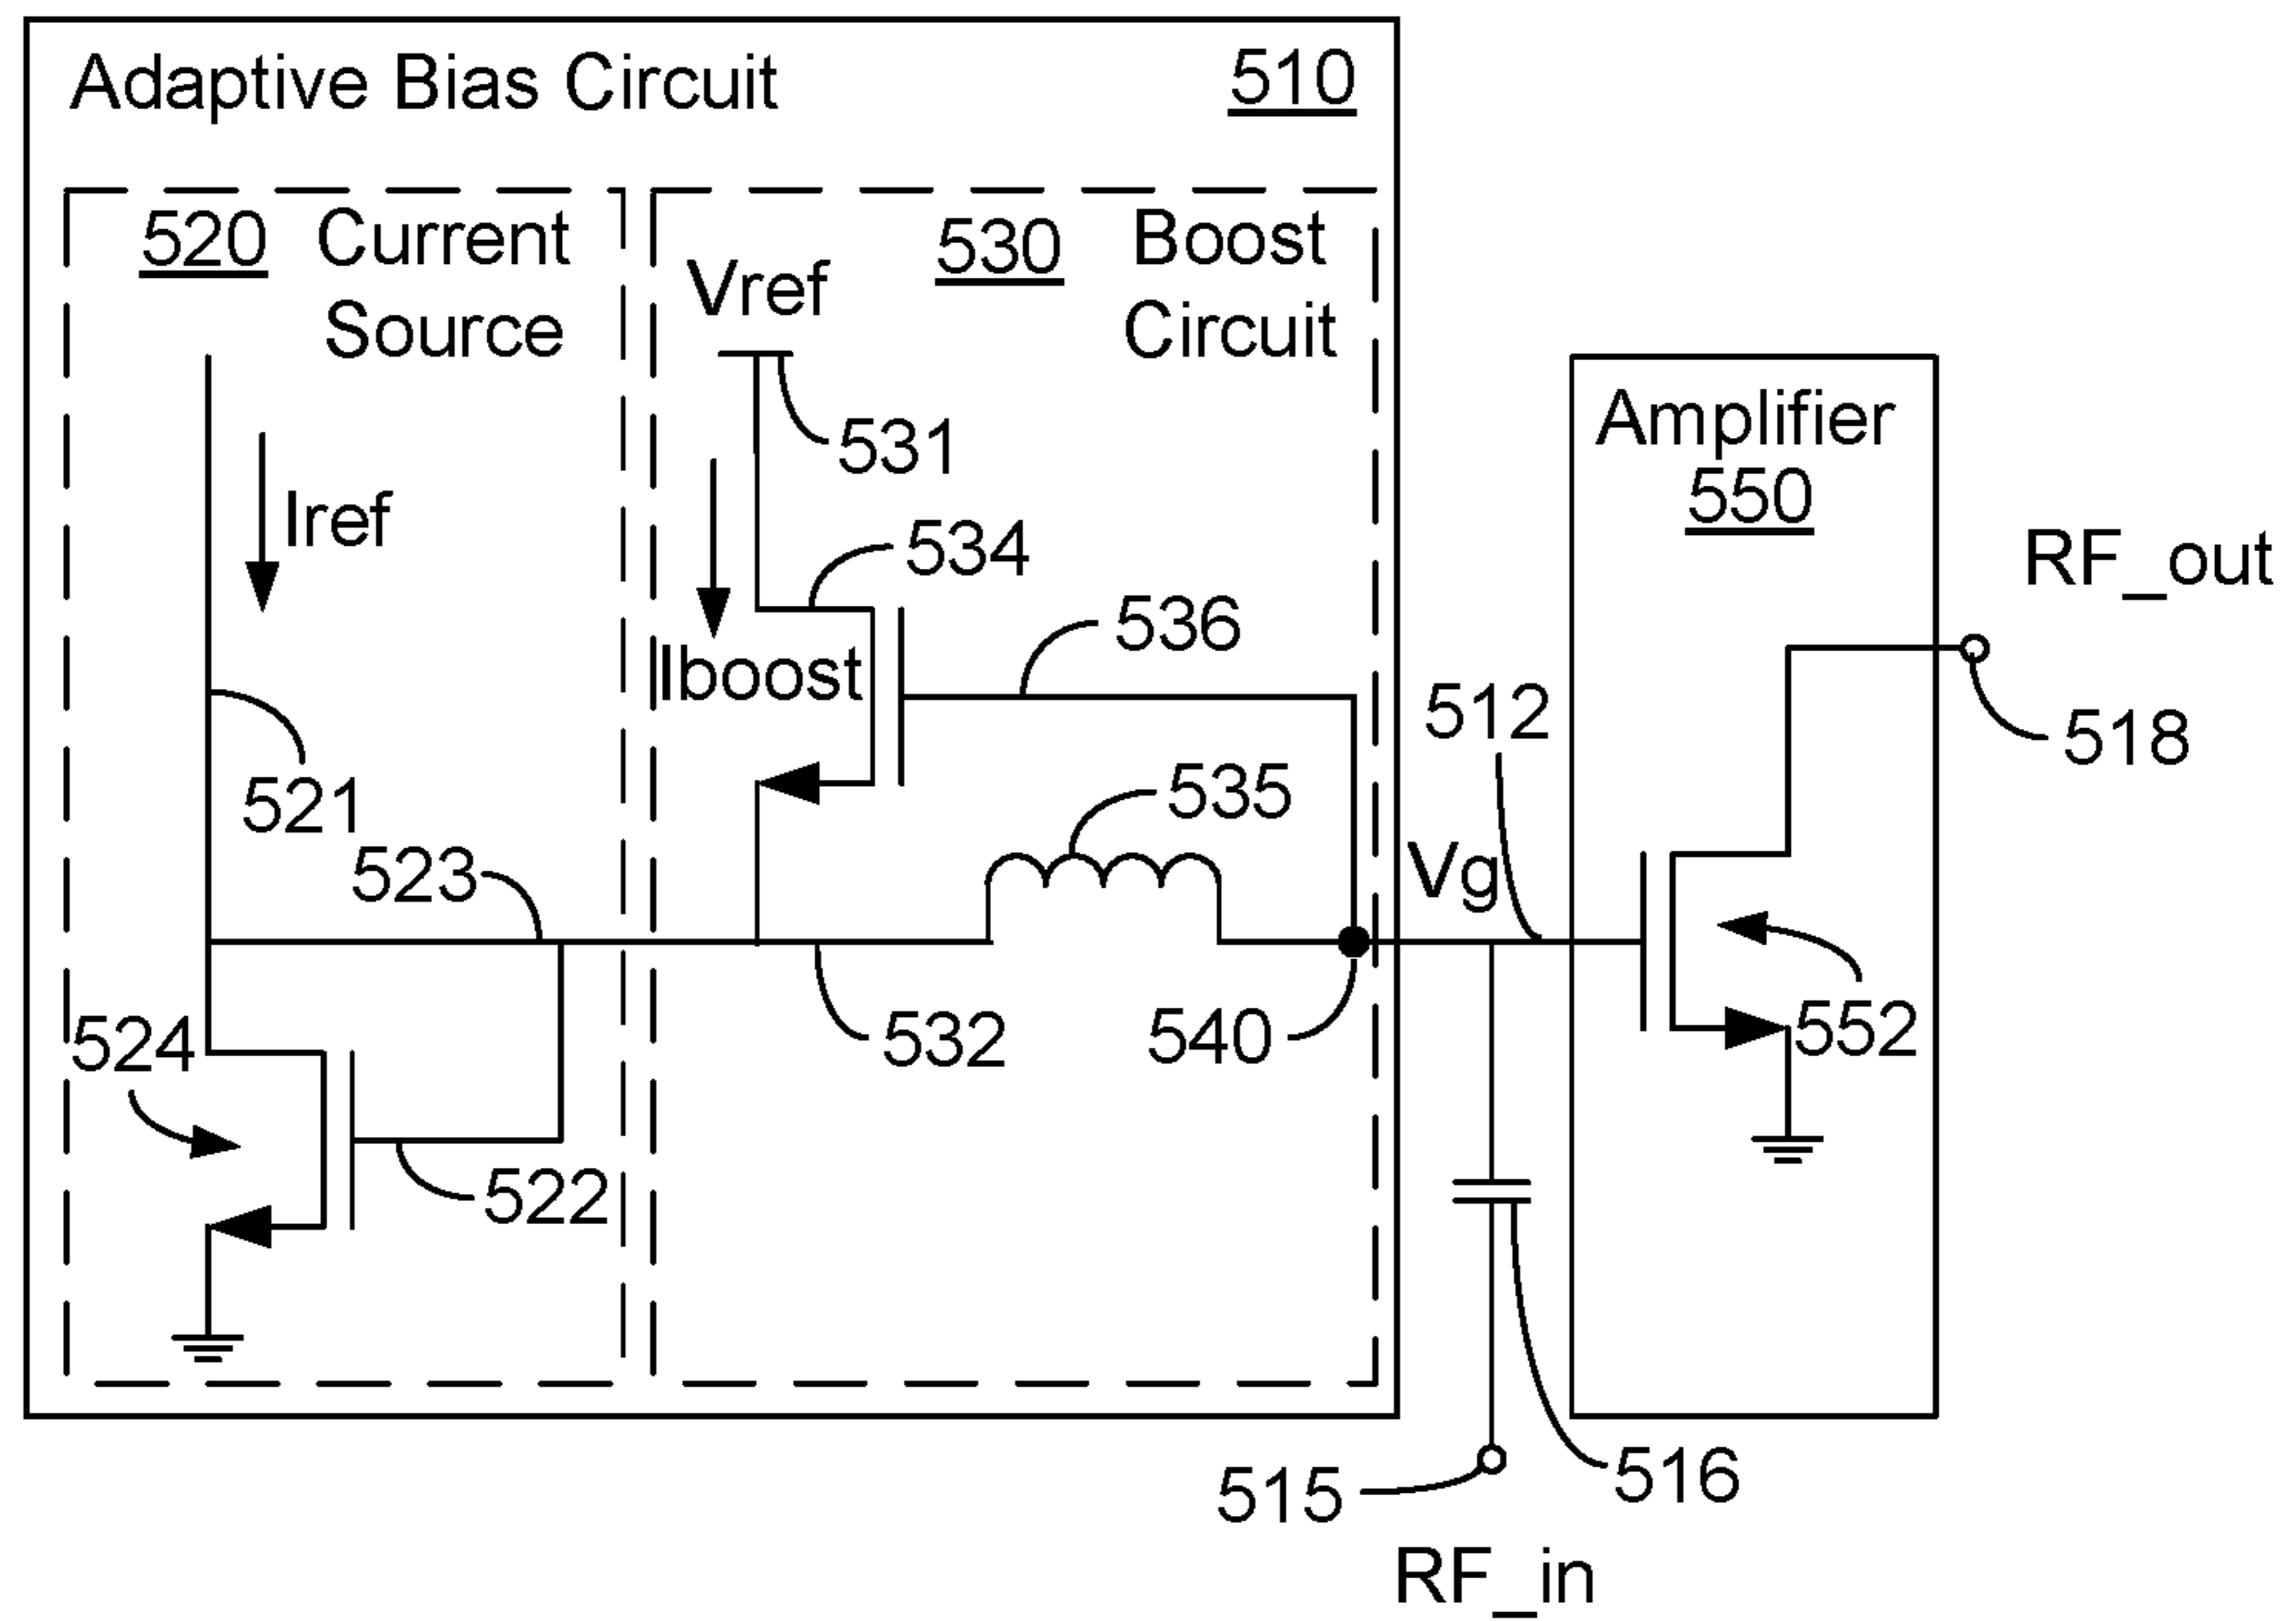 Adaptive Bias Circuit
510
520
Current
Source
530
Boost
Circuit
Vref
531
Iref
534
Iboost
536
521
523
535
532
540
524
522
512
Vg
Amplifier
550
RF_out
518
552
515
516
RF_in